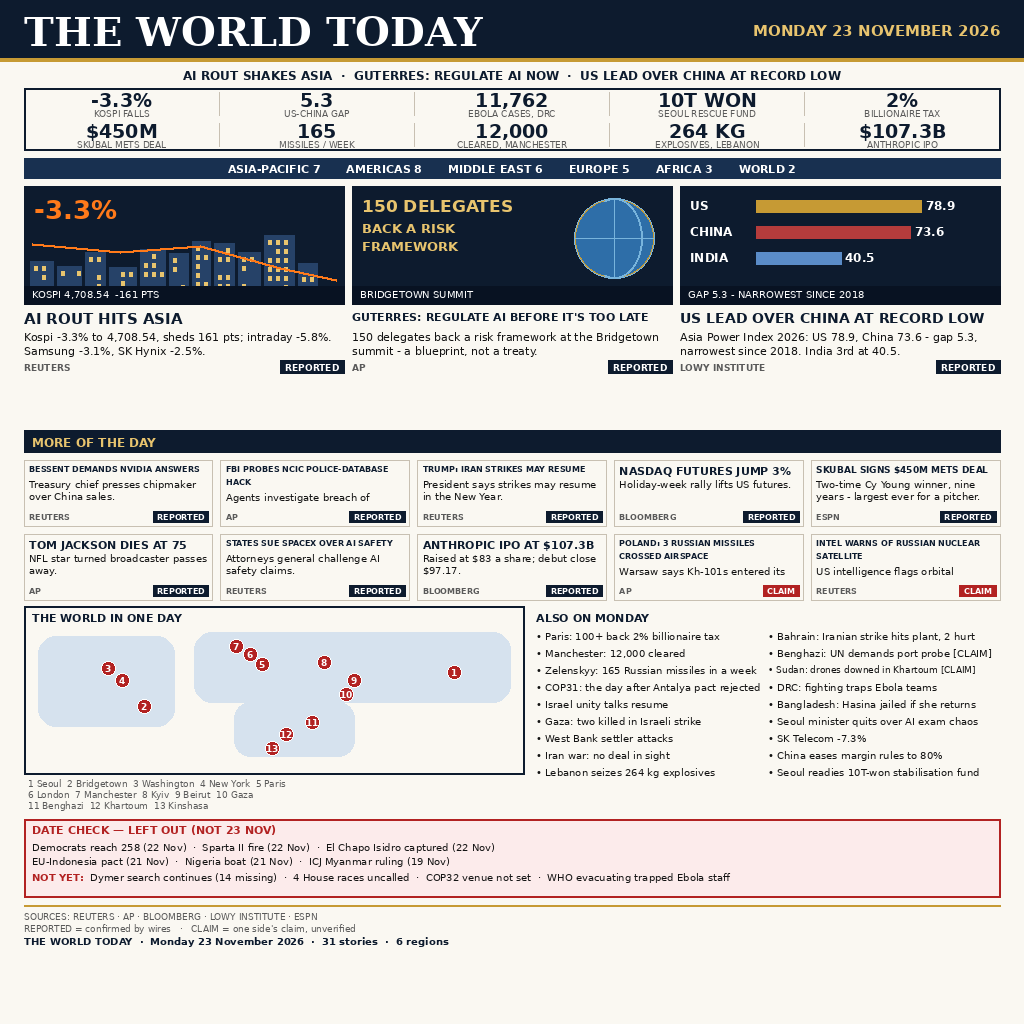 THE WORLD TODAY
MONDAY 23 NOVEMBER 2026
AI ROUT SHAKES ASIA · GUTERRES: REGULATE AI NOW · US LEAD OVER CHINA AT RECORD LOW
-3.3%
KOSPI FALLS
5.3
US-CHINA GAP
11,762
EBOLA CASES, DRC
10T WON
SEOUL RESCUE FUND
2%
BILLIONAIRE TAX
$450M
SKUBAL METS DEAL
165
MISSILES / WEEK
12,000
CLEARED, MANCHESTER
264 KG
EXPLOSIVES, LEBANON
$107.3B
ANTHROPIC IPO
ASIA-PACIFIC 7 AMERICAS 8 MIDDLE EAST 6 EUROPE 5 AFRICA 3 WORLD 2
-3.3%
KOSPI 4,708.54 -161 PTS
150 DELEGATES
BACK A RISK
FRAMEWORK
BRIDGETOWN SUMMIT
US 78.9
CHINA 73.6
INDIA 40.5
GAP 5.3 - NARROWEST SINCE 2018
AI ROUT HITS ASIA
Kospi -3.3% to 4,708.54, sheds 161 pts; intraday -5.8%.
Samsung -3.1%, SK Hynix -2.5%.
REUTERS REPORTED
GUTERRES: REGULATE AI BEFORE IT'S TOO LATE
150 delegates back a risk framework at the Bridgetown
summit - a blueprint, not a treaty.
AP REPORTED
US LEAD OVER CHINA AT RECORD LOW
Asia Power Index 2026: US 78.9, China 73.6 - gap 5.3,
narrowest since 2018. India 3rd at 40.5.
LOWY INSTITUTE REPORTED
MORE OF THE DAY
BESSENT DEMANDS NVIDIA ANSWERS
Treasury chief presses chipmaker
over China sales.
REUTERS REPORTED
FBI PROBES NCIC POLICE-DATABASE
HACK
Agents investigate breach of
AP REPORTED
TRUMP: IRAN STRIKES MAY RESUME
President says strikes may resume
in the New Year.
REUTERS REPORTED
NASDAQ FUTURES JUMP 3%
Holiday-week rally lifts US futures.
BLOOMBERG REPORTED
SKUBAL SIGNS $450M METS DEAL
Two-time Cy Young winner, nine
years - largest ever for a pitcher.
ESPN REPORTED
TOM JACKSON DIES AT 75
NFL star turned broadcaster passes
away.
AP REPORTED
STATES SUE SPACEX OVER AI SAFETY
Attorneys general challenge AI
safety claims.
REUTERS REPORTED
ANTHROPIC IPO AT $107.3B
Raised at $83 a share; debut close
$97.17.
BLOOMBERG REPORTED
POLAND: 3 RUSSIAN MISSILES
CROSSED AIRSPACE
Warsaw says Kh-101s entered its
AP CLAIM
INTEL WARNS OF RUSSIAN NUCLEAR
SATELLITE
US intelligence flags orbital
REUTERS CLAIM
THE WORLD IN ONE DAY
7
6
5
8
3
4
9
1
10
2
11
12
13
1 Seoul 2 Bridgetown 3 Washington 4 New York 5 Paris
6 London 7 Manchester 8 Kyiv 9 Beirut 10 Gaza
11 Benghazi 12 Khartoum 13 Kinshasa
ALSO ON MONDAY
• Paris: 100+ back 2% billionaire tax
• Manchester: 12,000 cleared
• Zelenskyy: 165 Russian missiles in a week
• COP31: the day after Antalya pact rejected
• Israel unity talks resume
• Gaza: two killed in Israeli strike
• West Bank settler attacks
• Iran war: no deal in sight
• Lebanon seizes 264 kg explosives
• Bahrain: Iranian strike hits plant, 2 hurt
• Benghazi: UN demands port probe [CLAIM]
• Sudan: drones downed in Khartoum [CLAIM]
• DRC: fighting traps Ebola teams
• Bangladesh: Hasina jailed if she returns
• Seoul minister quits over AI exam chaos
• SK Telecom -7.3%
• China eases margin rules to 80%
• Seoul readies 10T-won stabilisation fund
DATE CHECK — LEFT OUT (NOT 23 NOV)
Democrats reach 258 (22 Nov) · Sparta II fire (22 Nov) · El Chapo Isidro captured (22 Nov)
EU-Indonesia pact (21 Nov) · Nigeria boat (21 Nov) · ICJ Myanmar ruling (19 Nov)
NOT YET: Dymer search continues (14 missing) · 4 House races uncalled · COP32 venue not set · WHO evacuating trapped Ebola staff
SOURCES: REUTERS · AP · BLOOMBERG · LOWY INSTITUTE · ESPN
REPORTED = confirmed by wires · CLAIM = one side's claim, unverified
THE WORLD TODAY · Monday 23 November 2026 · 31 stories · 6 regions